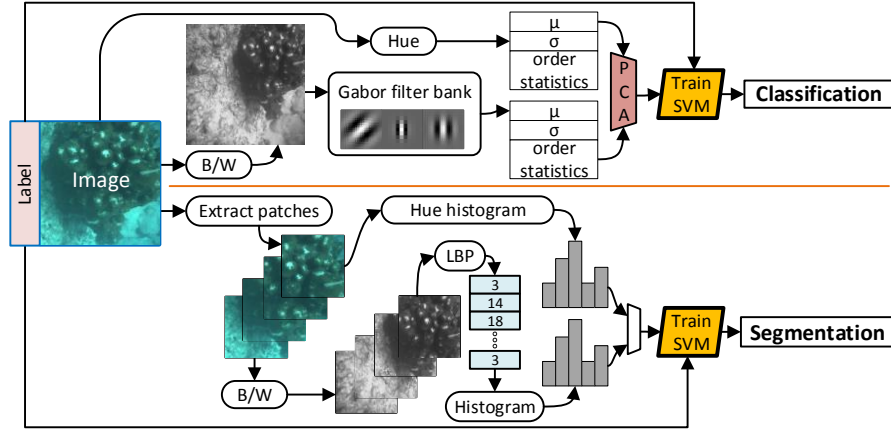 Label
Image
Hue
B/W
Gabor filter bank
μ
σ
order
statistics
μ
σ
order
statistics
P
C
A
Train
SVM
Classification
Extract patches
Hue histogram
LBP
3
14
18
3
B/W
Histogram
Train
SVM
Segmentation